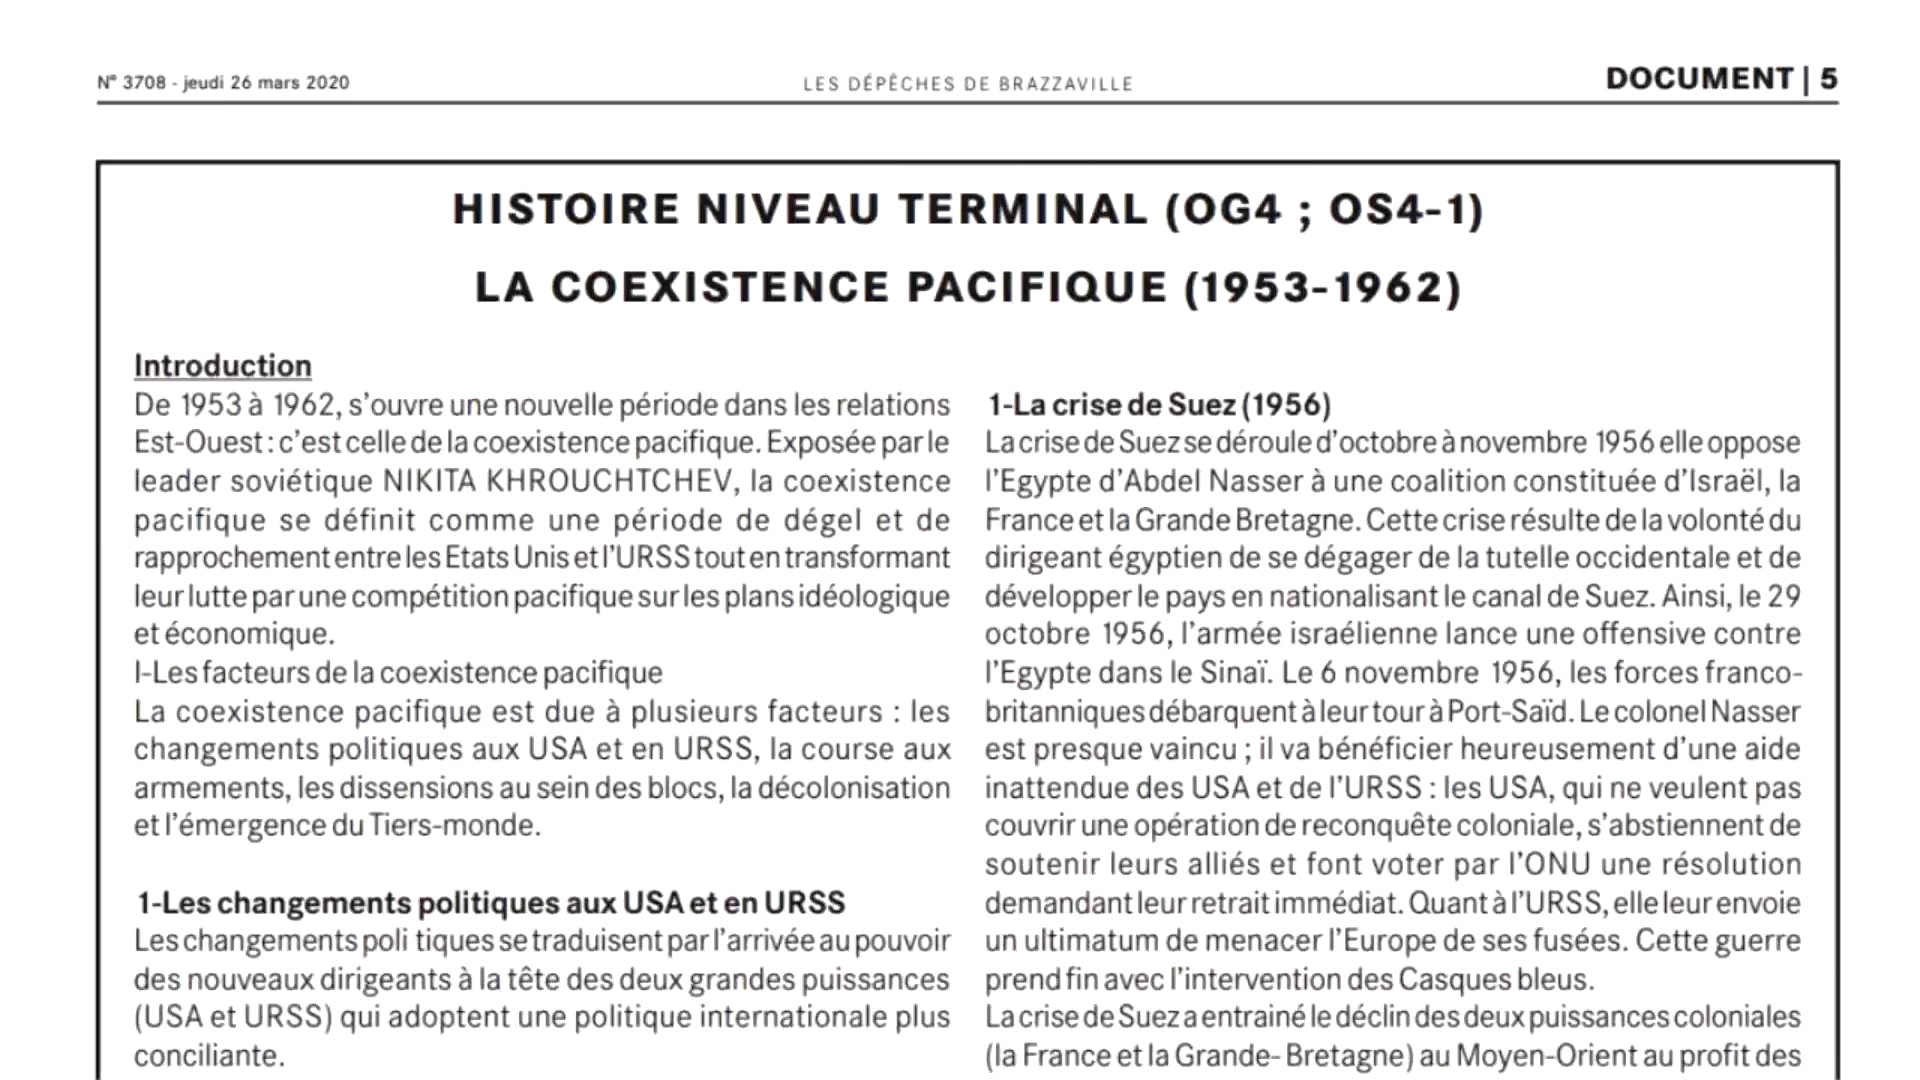 N° 3708 - jeudi 26 mars 2020
LES DÉPÊCHES DE BRAZZAVILLE
DOCUMENT | 5
HISTOIRE NIVEAU TERMINAL (OG4 ; OS4-1)
LA COEXISTENCE PACIFIQUE (1953-1962)
Introduction
De 1953 à 1962, s’ouvre une nouvelle période dans les relations
Est-Ouest : c’est celle de la coexistence pacifique. Exposée par le
leader soviétique NIKITA KHROUCHTCHEV, la coexistence
pacifique se définit comme une période de dégel et de
rapprochement entre les Etats Unis et l’URSS tout en transformant
leur lutte par une compétition pacifique sur les plans idéologique
et économique.
I-Les facteurs de la coexistence pacifique
La coexistence pacifique est due à plusieurs facteurs : les
changements politiques aux USA et en URSS, la course aux
armements, les dissensions au sein des blocs, la décolonisation
et l’émergence du Tiers-monde.
1-Les changements politiques aux USA et en URSS
Les changements poli tiques se traduisent par l’arrivée au pouvoir
des nouveaux dirigeants à la tête des deux grandes puissances
(USA et URSS) qui adoptent une politique internationale plus
conciliante.
1-La crise de Suez (1956)
La crise de Suez se déroule d’octobre à novembre 1956 elle oppose
l’Egypte d’Abdel Nasser à une coalition constituée d’Israël, la
France et la Grande Bretagne. Cette crise résulte de la volonté du
dirigeant égyptien de se dégager de la tutelle occidentale et de
développer le pays en nationalisant le canal de Suez. Ainsi, le 29
octobre 1956, l’armée israélienne lance une offensive contre
l’Egypte dans le Sinaï. Le 6 novembre 1956, les forces franco-
britanniques débarquent à leur tour à Port-Saïd. Le colonel Nasser
est presque vaincu ; il va bénéficier heureusement d’une aide
inattendue des USA et de l’URSS : les USA, qui ne veulent pas
couvrir une opération de reconquête coloniale, s’abstiennent de
soutenir leurs alliés et font voter par l’ONU une résolution
demandant leur retrait immédiat. Quant à l’URSS, elle leur envoie
un ultimatum de menacer l’Europe de ses fusées. Cette guerre
prend fin avec l’intervention des Casques bleus.
La crise de Suez a entrainé le déclin des deux puissances coloniales
(la France et la Grande- Bretagne) au Moyen-Orient au profit des